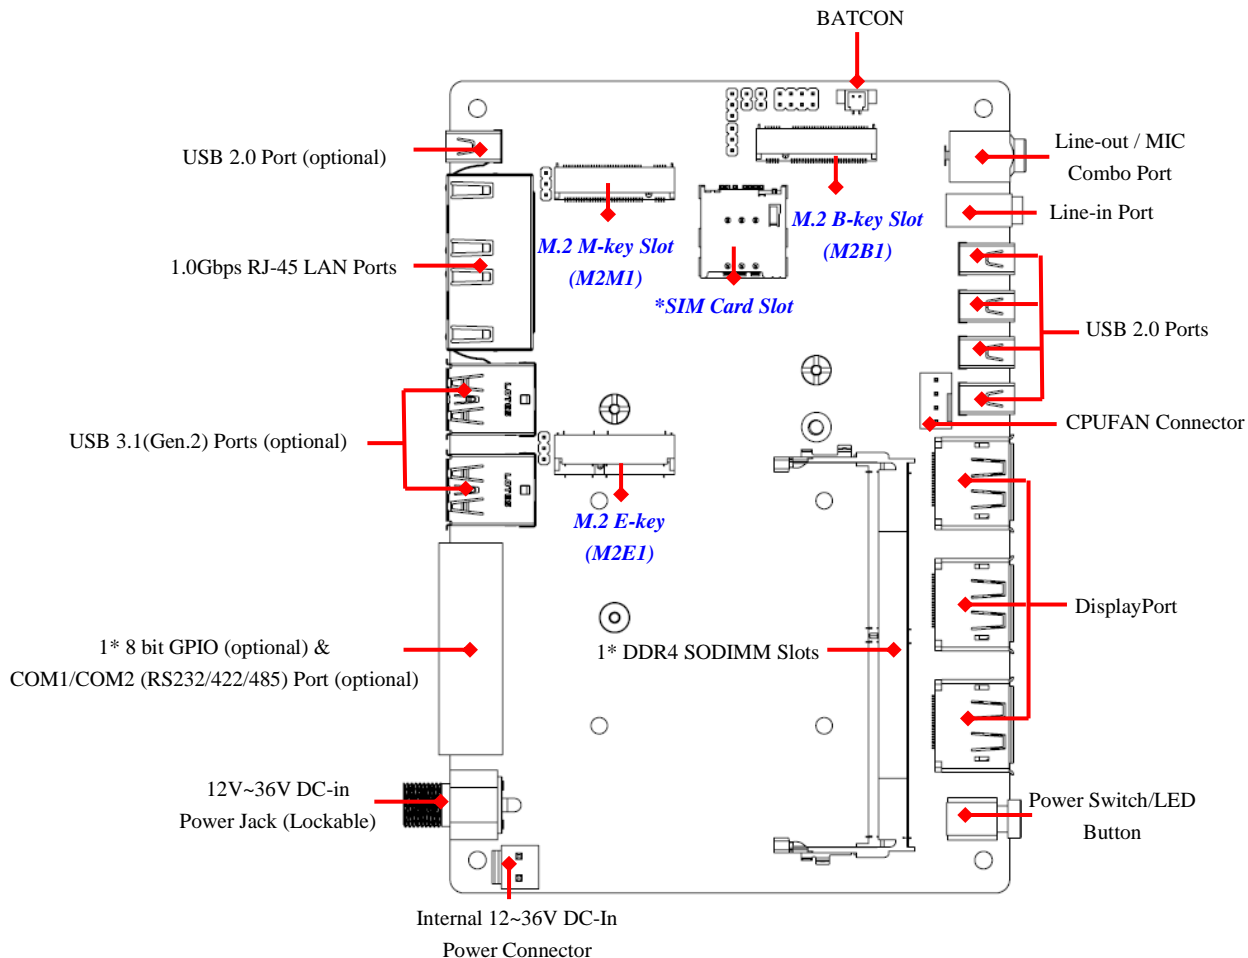 BATCON
USB 2.0 Port (optional)
Line-out / MIC
Combo Port
Line-in Port
M.2 B-key Slot
(M2B1)
M.2 M-key Slot
(M2M1)
1.0Gbps RJ-45 LAN Ports
*SIM Card Slot
USB 2.0 Ports
LOTES
CPUFAN Connector
USB 3.1(Gen.2) Ports (optional)
LOTES
M.2 E-key
(M2E1)
DisplayPort
1* 8 bit GPIO (optional) &
COM1/COM2 (RS232/422/485) Port (optional)
1* DDR4 SODIMM Slots
12V~36V DC-in
Power Jack (Lockable)
Power Switch/LED
Button
Internal 12~36V DC-In
Power Connector